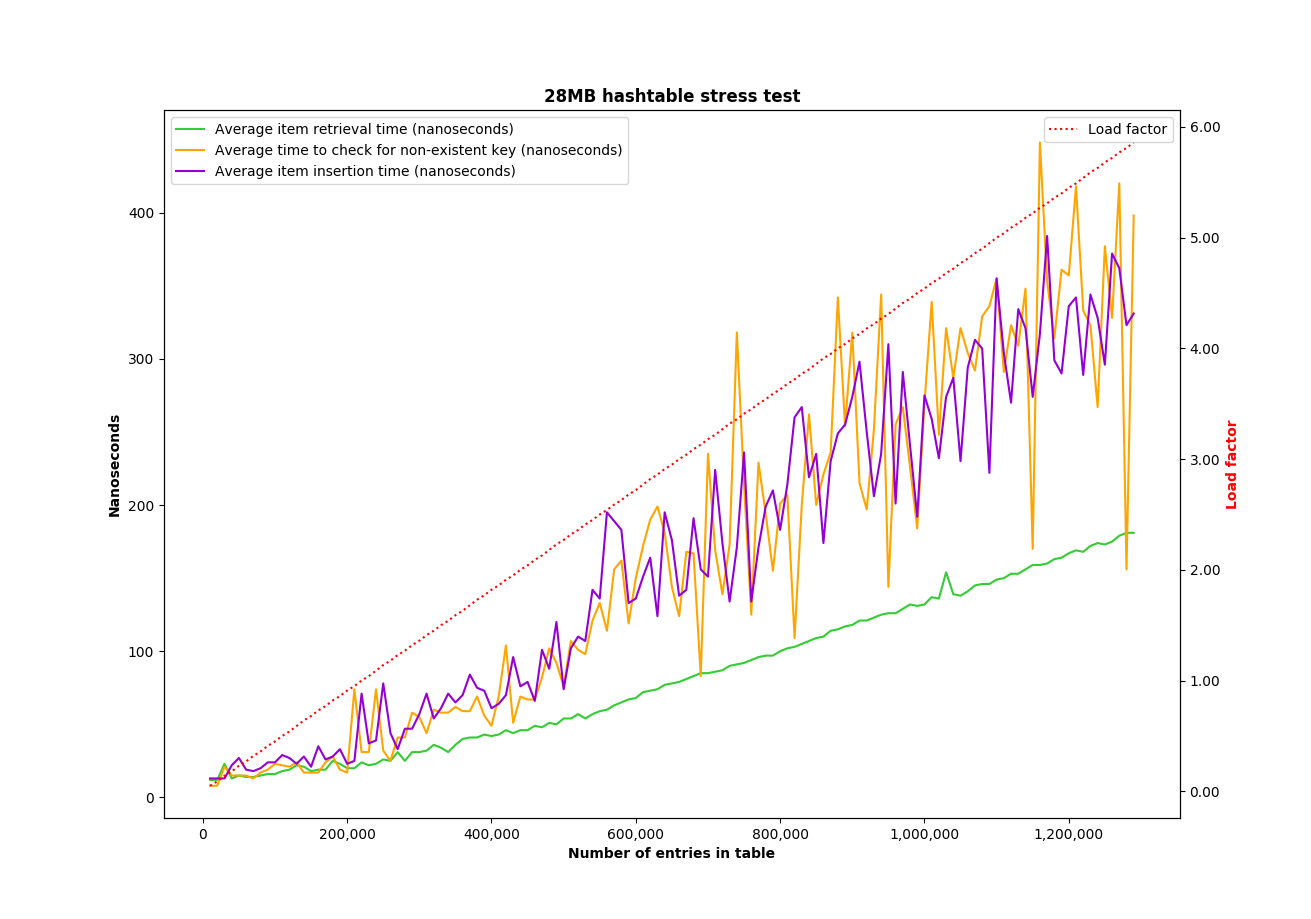 28MB hashtable stress test
Average item retrieval time (nanoseconds)
Average time to check for non-existent key (nanoseconds)
Average item insertion time (nanoseconds)
Load factor
400
300
200
100
0
Nanoseconds
6.00
5.00
4.00
3.00
2.00
1.00
0.00
Load factor
0
200,000
400,000
600,000
800,000
1,000,000
1,200,000
Number of entries in table